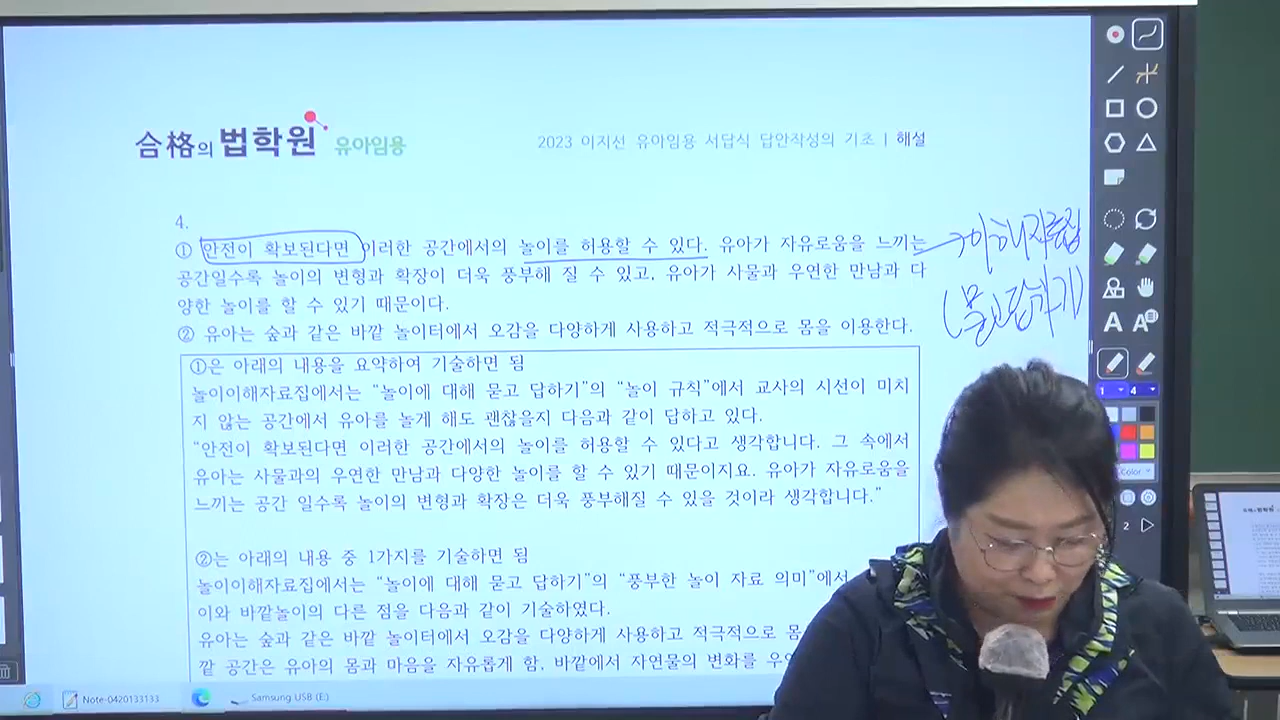 合格의 법학원 유아임용
2023 이지선 유아임용 서답식 답안작성의 기초 | 해설
4.
① 안전이 확보된다면 이러한 공간에서의 놀이를 허용할 수 있다. 유아가 자유로움을 느끼는
공간일수록 놀이의 변형과 확장이 더욱 풍부해 질 수 있고, 유아가 사물과 우연한 만남과 다
양한 놀이를 할 수 있기 때문이다.
② 유아는 숲과 같은 바깥 놀이터에서 오감을 다양하게 사용하고 적극적으로 몸을 이용한다.
이해자료집
(묻고답하기)
①은 아래의 내용을 요약하여 기술하면 됨
놀이이해자료집에서는 “놀이에 대해 묻고 답하기”의 “놀이 규칙”에서 교사의 시선이 미치
지 않는 공간에서 유아를 놀게 해도 괜찮을지 다음과 같이 답하고 있다.
“안전이 확보된다면 이러한 공간에서의 놀이를 허용할 수 있다고 생각합니다. 그 속에서
유아는 사물과의 우연한 만남과 다양한 놀이를 할 수 있기 때문이지요. 유아가 자유로움을
느끼는 공간 일수록 놀이의 변형과 확장은 더욱 풍부해질 수 있을 것이라 생각합니다.”
②는 아래의 내용 중 1가지를 기술하면 됨
놀이이해자료집에서는 “놀이에 대해 묻고 답하기”의 “풍부한 놀이 자료 의미”에서
이와 바깥놀이의 다른 점을 다음과 같이 기술하였다.
유아는 숲과 같은 바깥 놀이터에서 오감을 다양하게 사용하고 적극적으로 몸
깥 공간은 유아의 몸과 마음을 자유롭게 함. 바깥에서 자연물의 변화를 우연
A A
1 4
Color
2
Note-0420133133
Samsung USB (E:)